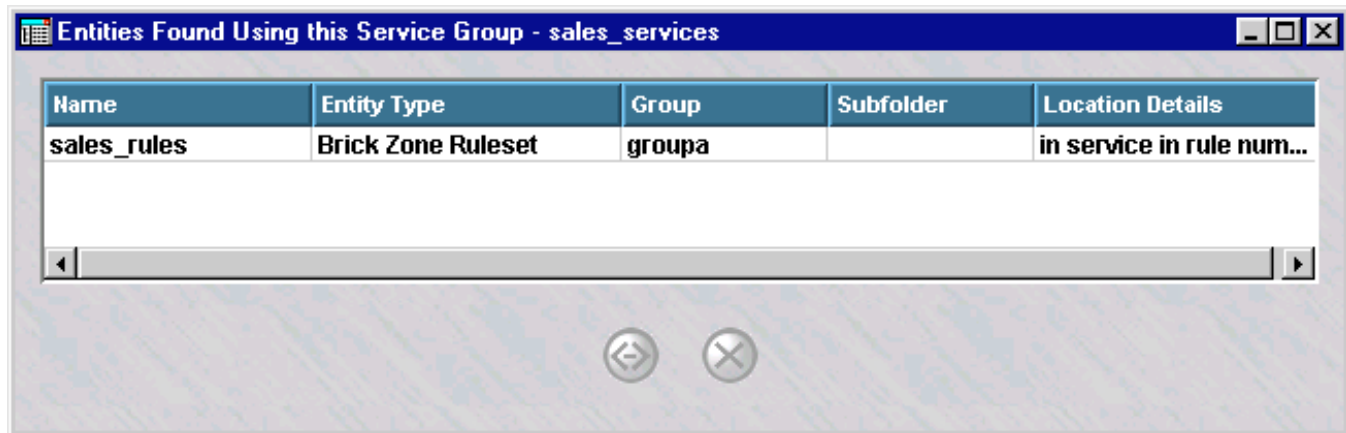 Entities Found Using this Service Group - sales_services
Name Entity Type Group Subfolder Location Details
sales_rules Brick Zone Ruleset groupa in service in rule num...